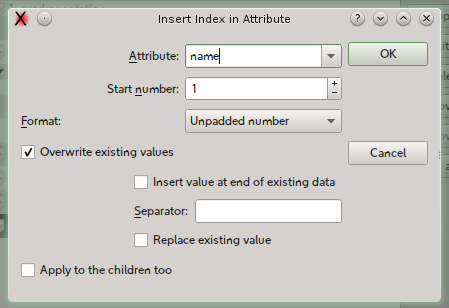 Insert Index in Attribute
Attribute: name OK
Start number: 1
Format: Unpadded number
Overwrite existing values Cancel
Insert value at end of existing data
Separator:
Replace existing value
Apply to the children too